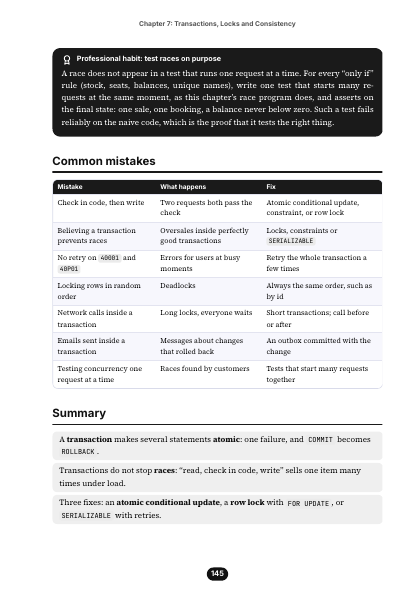 Chapter 7: Transactions, Locks and Consistency
Professional habit: test races on purpose
A race does not appear in a test that runs one request at a time. For every “only if”
rule (stock, seats, balances, unique names), write one test that starts many re-
quests at the same moment, as this chapter's race program does, and asserts on
the final state: one sale, one booking, a balance never below zero. Such a test fails
reliably on the naive code, which is the proof that it tests the right thing.
Common mistakes
Mistake What happens Fix
Check in code, then write Two requests both pass the Atomic conditional update,
check constraint, or row lock
Believing a transaction Oversales inside perfectly Locks, constraints or
prevents races good transactions SERIALIZABLE
No retry on 40001 and Errors for users at busy Retry the whole transaction a
40P01 moments few times
Locking rows in random Deadlocks Always the same order, such as
order by id
Network calls inside a Long locks, everyone waits Short transactions; call before
transaction or after
Emails sent inside a Messages about changes An outbox committed with the
transaction that rolled back change
Testing concurrency one Races found by customers Tests that start many requests
request at a time together
Summary
A transaction makes several statements atomic: one failure, and COMMIT becomes
ROLLBACK.
Transactions do not stop races: “read, check in code, write” sells one item many
times under load.
Three fixes: an atomic conditional update, a row lock with FOR UPDATE, or
SERIALIZABLE with retries.
145